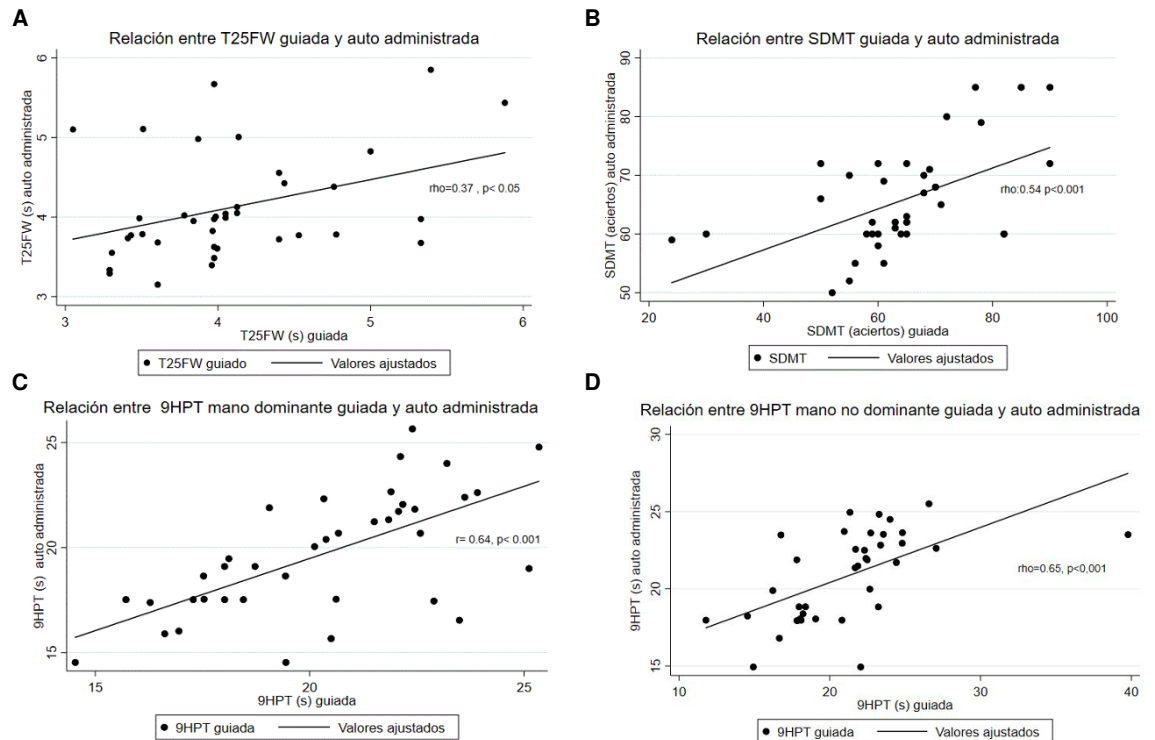 A
Relación entre T25FW guiada y auto administrada
T25FW (s) auto administrada
6
5
4
3
rho=0.37 , p< 0.05
3 4 5 6
T25FW (s) guiada
T25FW guiado Valores ajustados
B
Relación entre SDMT guiada y auto administrada
SDMT (aciertos) auto administrada
90
80
70
60
50
rho:0.54 p<0.001
20 40 60 80 100
SDMT (aciertos) guiada
SDMT Valores ajustados
C
Relación entre 9HPT mano dominante guiada y auto administrada
9HPT (s) auto administrada
25
20
15
r= 0.64, p< 0.001
15 20 25
9HPT (s) guiada
9HPT guiada Valores ajustados
D
Relación entre 9HPT mano no dominante guiada y auto administrada
9HPT (s) auto administrada
30
25
20
15
rho=0.65, p<0,001
10 20 30 40
9HPT (s) guiada
9HPT guiada Valores ajustados